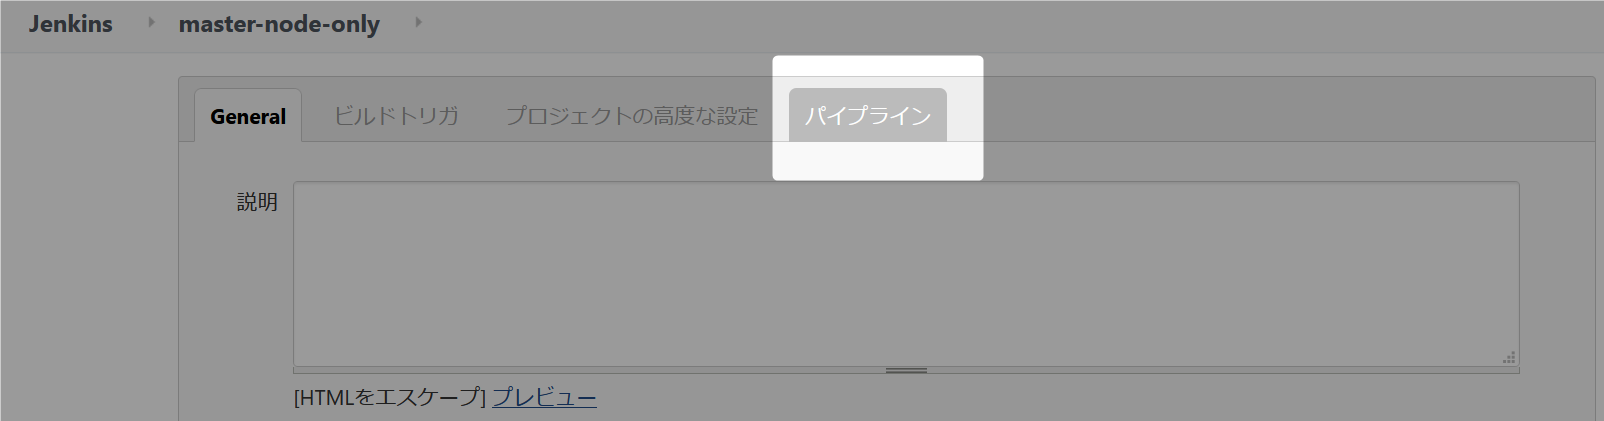 Jenkins master-node-only
General ビルドトリガ プロジェクトの高度な設定 パイプライン
説明
[HTMLをエスケープ] プレビュー